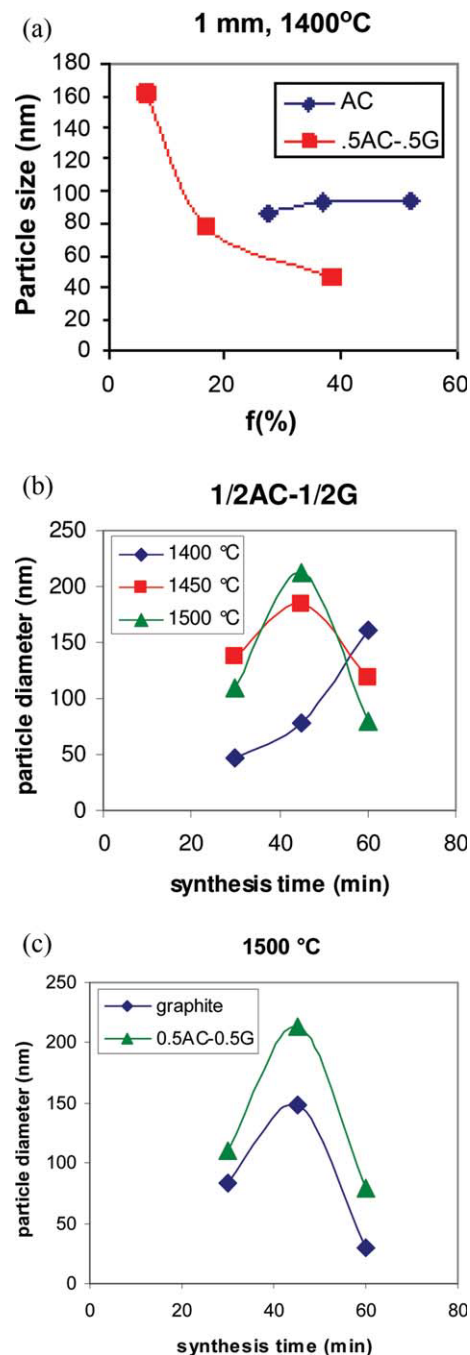 (a)
1 mm, 1400°C
Particle size (nm)
180
160
140
120
100
80
60
40
20
0
AC
.5AC-.5G
0 20 40 60
f(%)
(b)
1/2AC-1/2G
particle diameter (nm)
250
200
150
100
50
0
1400 °C
1450 °C
1500 °C
0 20 40 60 80
synthesis time (min)
(c)
1500 °C
particle diameter (nm)
250
200
150
100
50
0
graphite
0.5AC-0.5G
0 20 40 60 80
synthesis time (min)